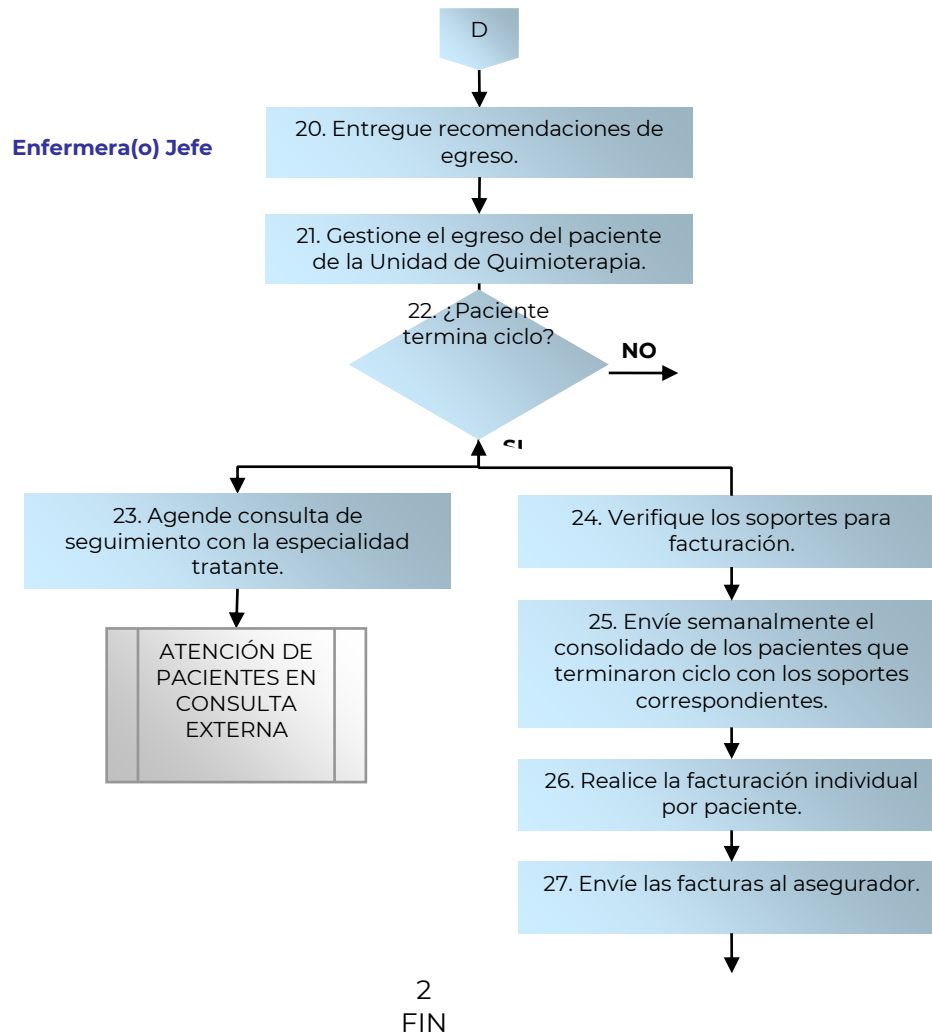 D
20. Entregue recomendaciones de
egreso.
Enfermera(o) Jefe
21. Gestione el egreso del paciente
de la Unidad de Quimioterapia.
22. ¿Paciente
termina ciclo?
NO
SI
23. Agende consulta de
seguimiento con la especialidad
tratante.
24. Verifique los soportes para
facturación.
25. Envíe semanalmente el
consolidado de los pacientes que
terminaron ciclo con los soportes
correspondientes.
ATENCIÓN DE
PACIENTES EN
CONSULTA
EXTERNA
26. Realice la facturación individual
por paciente.
27. Envíe las facturas al asegurador.
2
FIN